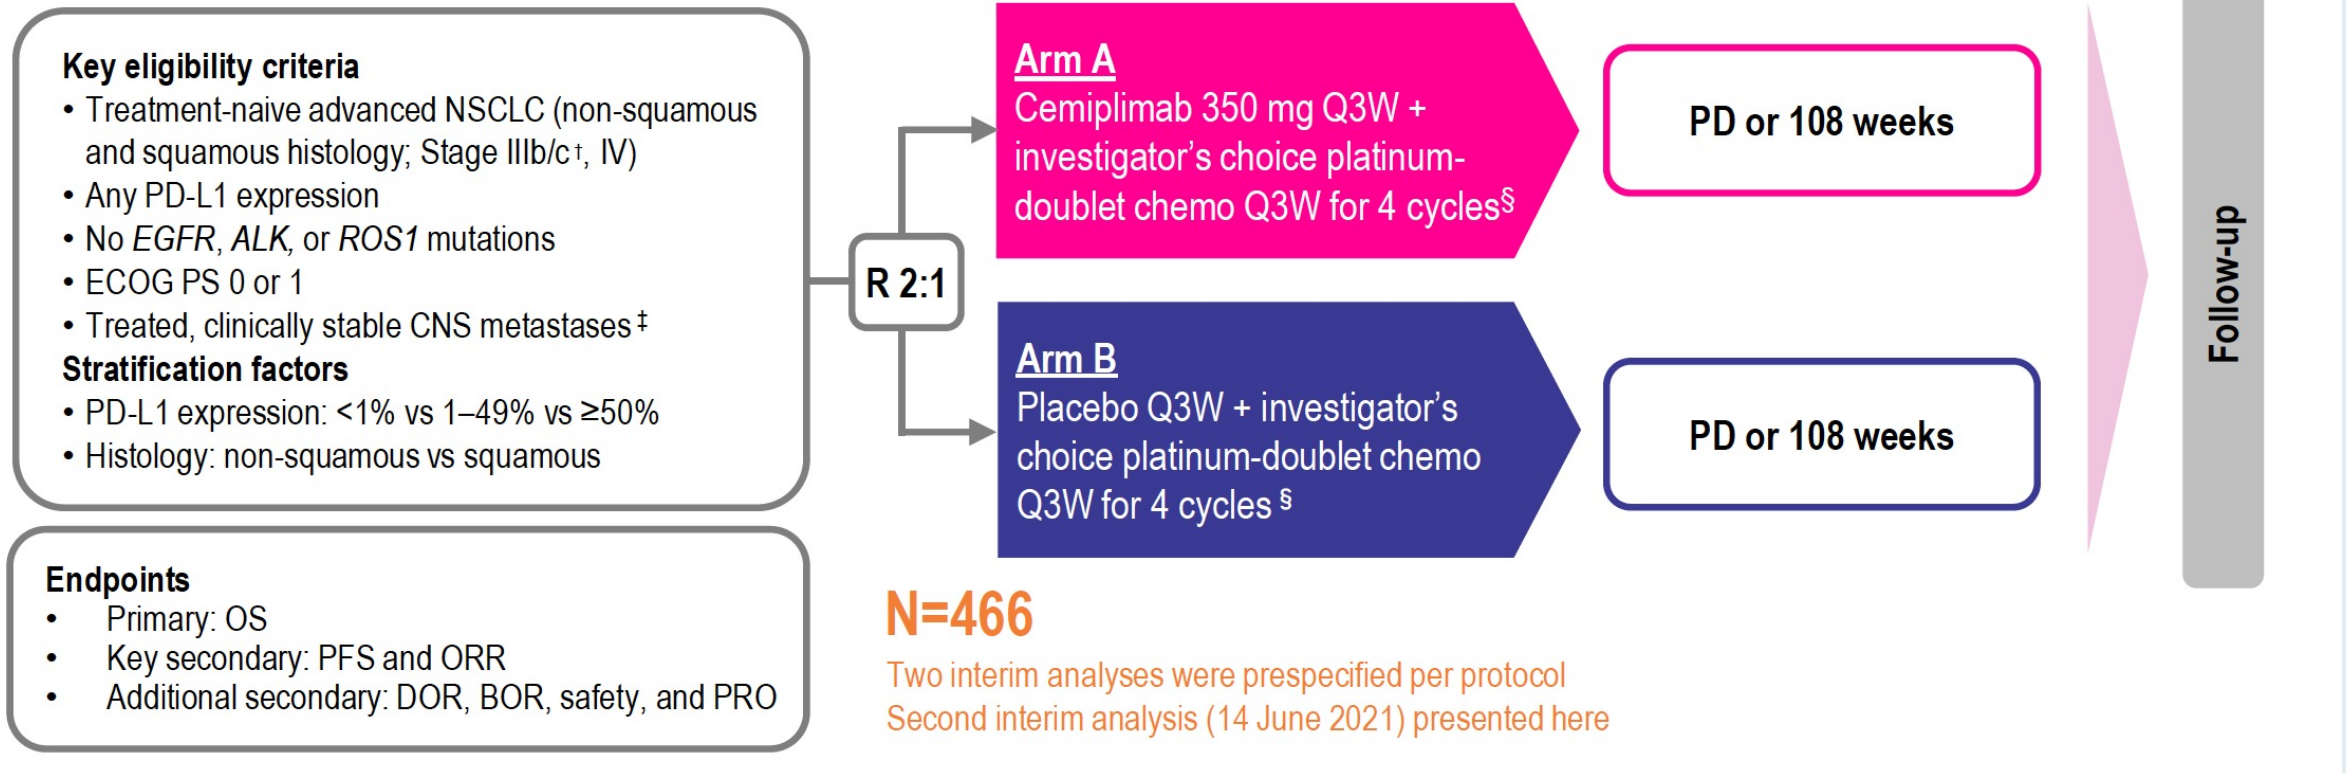 Key eligibility criteria
• Treatment-naive advanced NSCLC (non-squamous
and squamous histology; Stage IIIb/c†, IV)
• Any PD-L1 expression
• No EGFR, ALK, or ROS1 mutations
• ECOG PS 0 or 1
• Treated, clinically stable CNS metastases‡
Stratification factors
• PD-L1 expression: <1% vs 1–49% vs ≥50%
• Histology: non-squamous vs squamous
Endpoints
• Primary: OS
• Key secondary: PFS and ORR
• Additional secondary: DOR, BOR, safety, and PRO
R 2:1
Arm A
Cemiplimab 350 mg Q3W +
investigator’s choice platinum-
doublet chemo Q3W for 4 cycles§
PD or 108 weeks
Arm B
Placebo Q3W + investigator’s
choice platinum-doublet chemo
Q3W for 4 cycles §
PD or 108 weeks
Follow-up
N=466
Two interim analyses were prespecified per protocol
Second interim analysis (14 June 2021) presented here